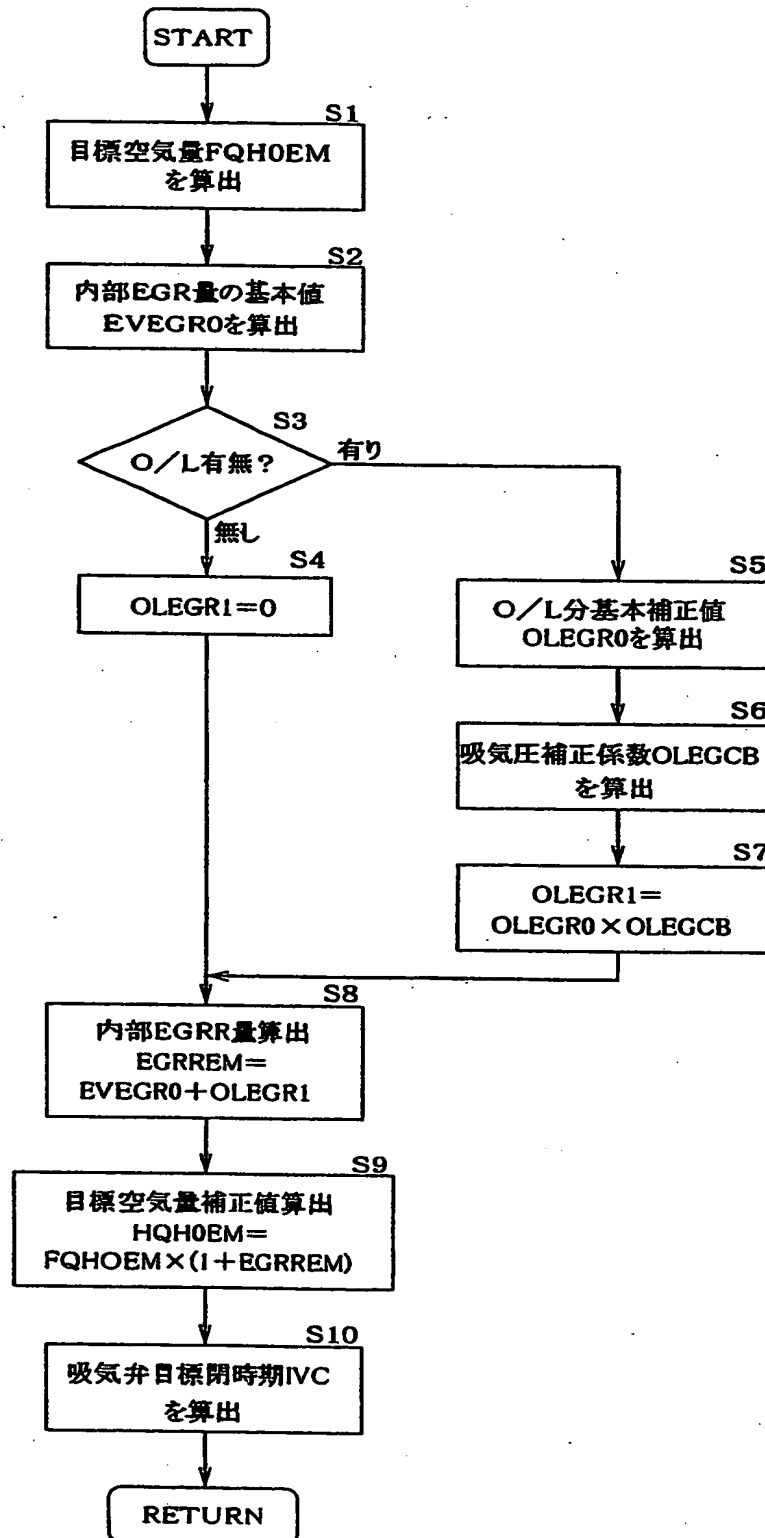 START
S1
目標空気量FQH0EM
を算出
S2
内部EGR量の基本値
EVEGR0を算出
S3
O／L有無？
有り
無し
S4
OLEGR1＝0
S5
O／L分基本補正値
OLEGR0を算出
S6
吸気圧補正係数OLEGCB
を算出
S7
OLEGR1＝
OLEGR0×OLEGCB
S8
内部EGRR量算出
EGRREM＝
EVEGR0＋OLEGR1
S9
目標空気量補正値算出
HQH0EM＝
FQHOEM×(1＋EGRREM)
S10
吸気弁目標閉時期IVC
を算出
RETURN